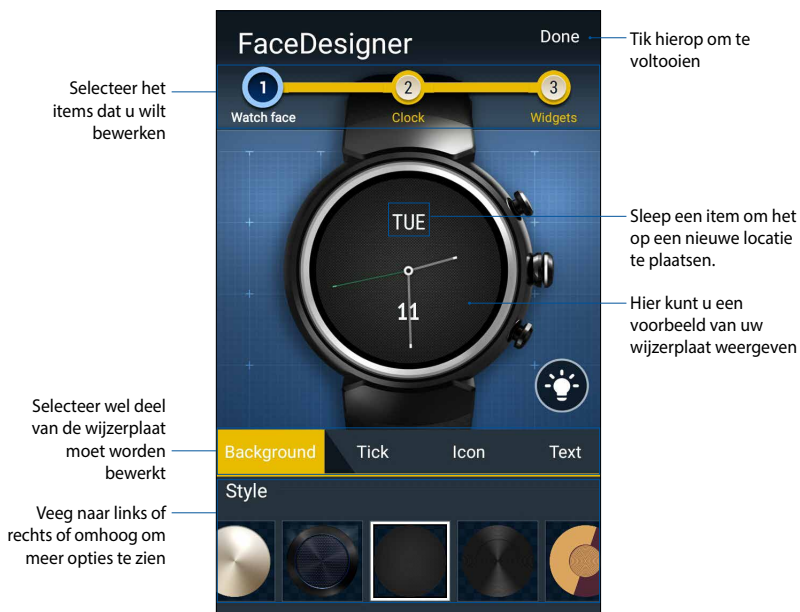 FaceDesigner
Done
Tik hierop om te
voltooien
Selecteer het
items dat u wilt
bewerken
1
2
3
Watch face
Clock
Widgets
TUE
11
Sleep een item om het
op een nieuwe locatie
te plaatsen.
Hier kunt u een
voorbeeld van uw
wijzerplaat weergeven
Selecteer wel deel
van de wijzerplaat
moet worden
bewerkt
Background
Tick
Icon
Text
Style
Veeg naar links of
rechts of omhoog om
meer opties te zien